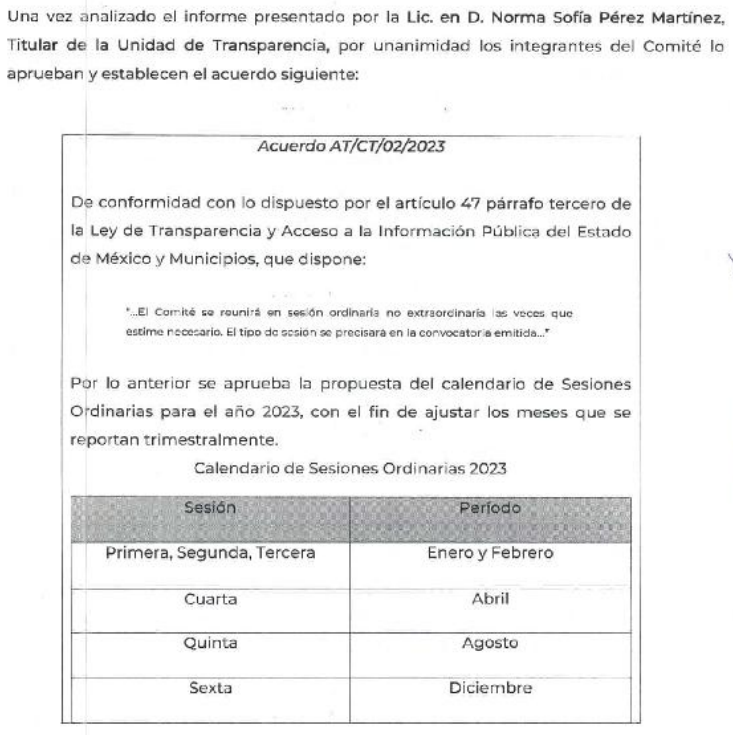 Una vez analizado el informe presentado por la Lic. en D. Norma Sofía Pérez Martínez,
Titular de la Unidad de Transparencia, por unanimidad los integrantes del Comité lo
aprueban y establecen el acuerdo siguiente:
Acuerdo AT/CT/02/2023
De conformidad con lo dispuesto por el artículo 47 párrafo tercero de
la Ley de Transparencia y Acceso a la Información Pública del Estado
de México y Municipios, que dispone:
"...El Comité se reunirá en sesión ordinaria no extraordinaria las veces que
estime necesario. El tipo de sesión se precisará en la convocatoria emitida..."
Por lo anterior se aprueba la propuesta del calendario de Sesiones
Ordinarias para el año 2023, con el fin de ajustar los meses que se
reportan trimestralmente.
Calendario de Sesiones Ordinarias 2023
Sesión Período
Primera, Segunda, Tercera Enero y Febrero
Cuarta Abril
Quinta Agosto
Sexta Diciembre